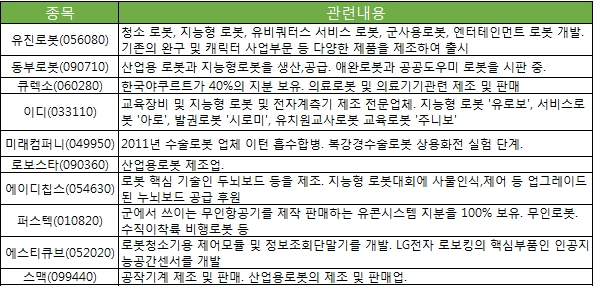 종목 관련내용
유진로봇(056080) 청소 로봇, 지능형 로봇, 유비쿼터스 서비스 로봇, 군사용로봇, 엔터테인먼트 로봇 개발.
기존의 완구 및 캐릭터 사업부문 등 다양한 제품을 제조하여 출시
동부로봇(090710) 산업용 로봇과 지능형로봇을 생산,공급. 애완로봇과 공공도우미 로봇을 시판 중.
큐렉소(060280) 한국야쿠르트가 40%의 지분 보유. 의료로봇 및 의료기기관련 제조 및 판매
이디(033110) 교육장비 및 지능형 로봇 및 전자계측기 제조 전문업체. 지능형 로봇 '유로보', 서비스로
봇 '아로', 발권로봇 '시로미', 유치원교사로봇 교육로봇 '주니보'
미래컴퍼니(049950) 2011년 수술로봇 업체 이턴 흡수합병. 복강경수술로봇 상용화전 실험 단계.
로보스타(090360) 산업용로봇 제조업.
에이디칩스(054630) 로봇 핵심 기술인 두뇌보드 등을 제조. 지능형 로봇대회에 사물인식,제어 등 업그레이드
된 두뇌보드 공급 후원
퍼스텍(010820) 군에서 쓰이는 무인항공기를 제작 판매하는 유콘시스템 지분을 100% 보유. 무인로봇.
수직이착륙 비행로봇 등
에스티큐브(052020) 로봇청소기용 제어모듈 및 정보조회단말기를 개발. LG전자 로보킹의 핵심부품인 인공지
능공간센서를 개발
스맥(099440) 공작기계 제조 및 판매. 산업용로봇의 제조 및 판매업.